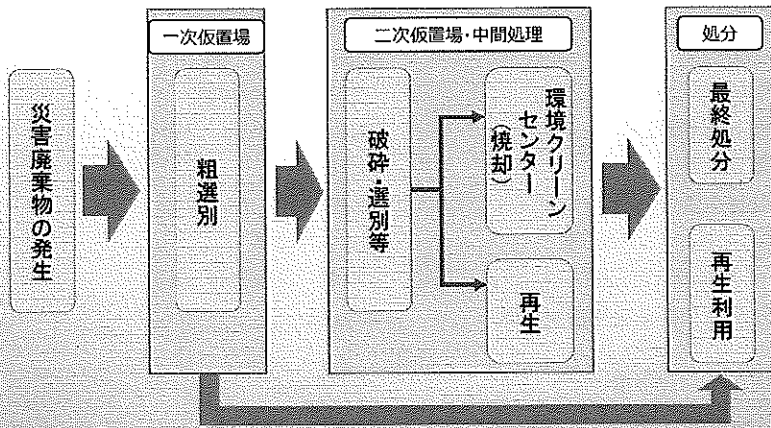 一次仮置場
二次仮置場・中間処理
処分
災害廃棄物の発生
粗選別
破砕・選別等
環境クリーン
センター
（焼却）
再生
最終処分
再生利用